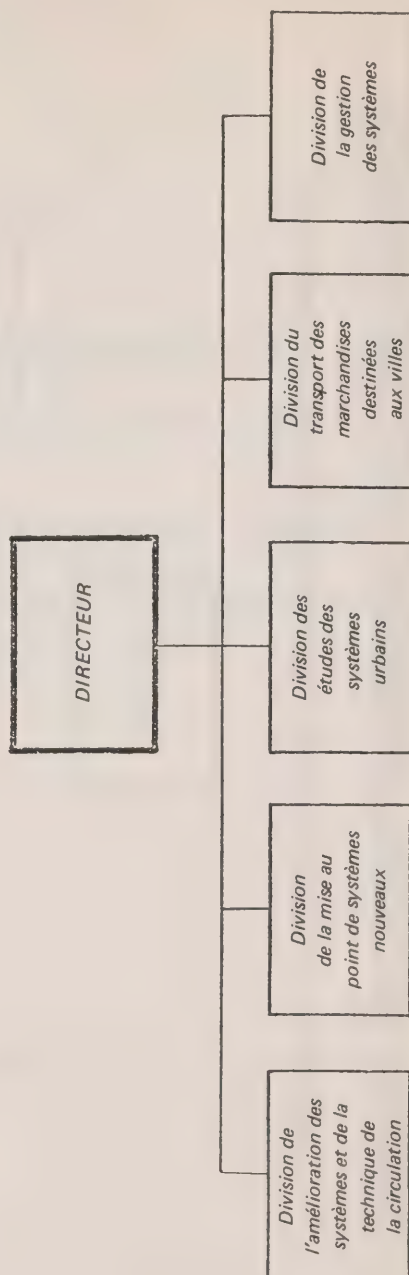 DIRECTEUR
Division de
l'amélioration des
systèmes et de la
technique de
la circulation
Division
de la mise au
point de systèmes
nouveaux
Division des
études des
systèmes
urbains
Division du
transport des
marchandises
destinées
aux villes
Division de
la gestion
des systèmes